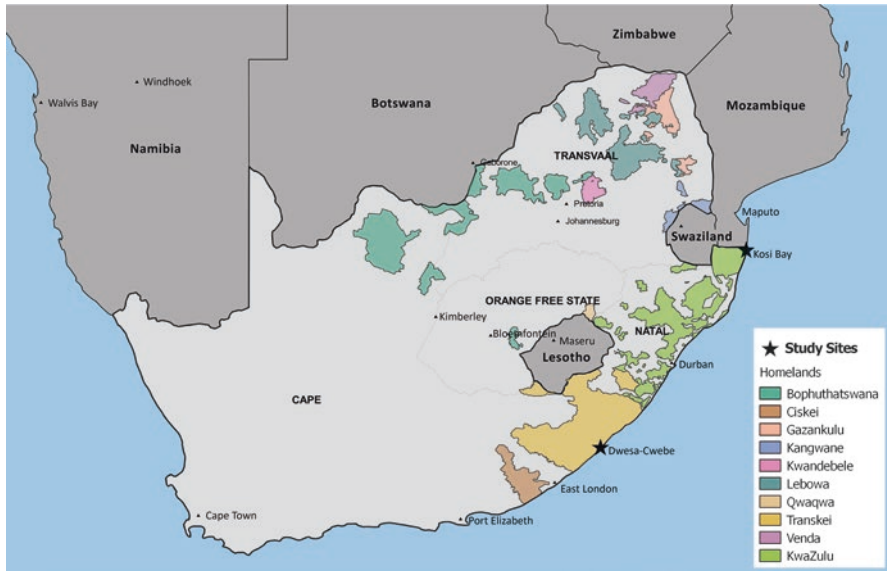 Zimbabwe
Windhoek
Walvis Bay
Botswana
Mozambique
Namibia
TRANSVAAL
Gaborone
Pretoria
Johannesburg
Maputo
Swaziland
Kosi Bay
ORANGE FREE STATE
Kimberley
Bloemfontein
NATAL
Maseru
Lesotho
Durban
CAPE
Dwesa-Cwebe
East London
Cape Town
Port Elizabeth
Study Sites
Homelands
Bophuthatswana
Ciskei
Gazankulu
Kangwane
Kwandebele
Lebowa
Qwaqwa
Transkei
Venda
KwaZulu